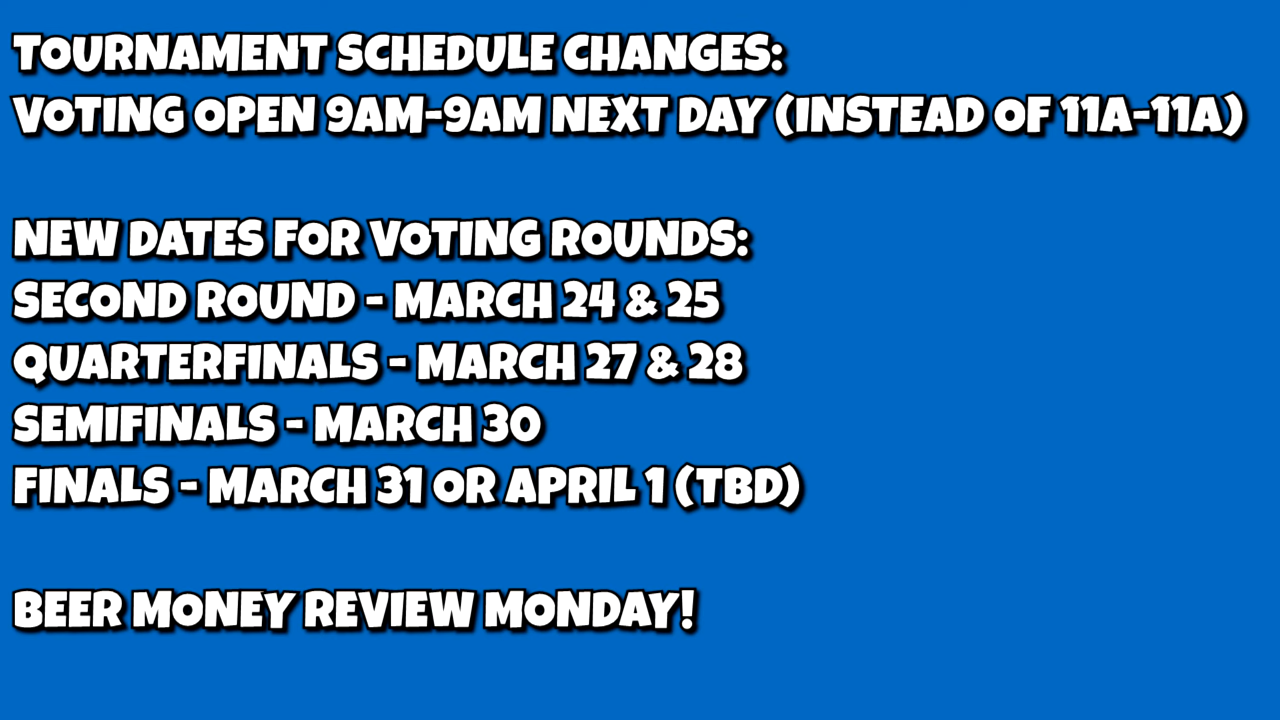 TOURNAMENT SCHEDULE CHANGES:
VOTING OPEN 9AM-9AM NEXT DAY (INSTEAD OF 11A-11A)
NEW DATES FOR VOTING ROUNDS:
SECOND ROUND - MARCH 24 & 25
QUARTERFINALS - MARCH 27 & 28
SEMIFINALS - MARCH 30
FINALS - MARCH 31 OR APRIL 1 (TBD)
BEER MONEY REVIEW MONDAY!